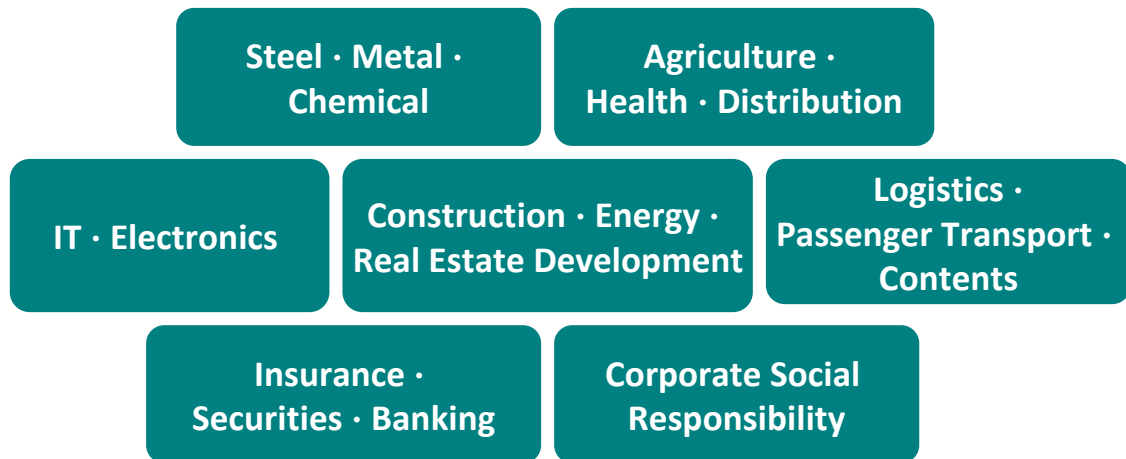 Steel · Metal ·
Chemical
Agriculture ·
Health · Distribution
IT · Electronics
Construction · Energy ·
Real Estate Development
Logistics ·
Passenger Transport ·
Contents
Insurance ·
Securities · Banking
Corporate Social
Responsibility